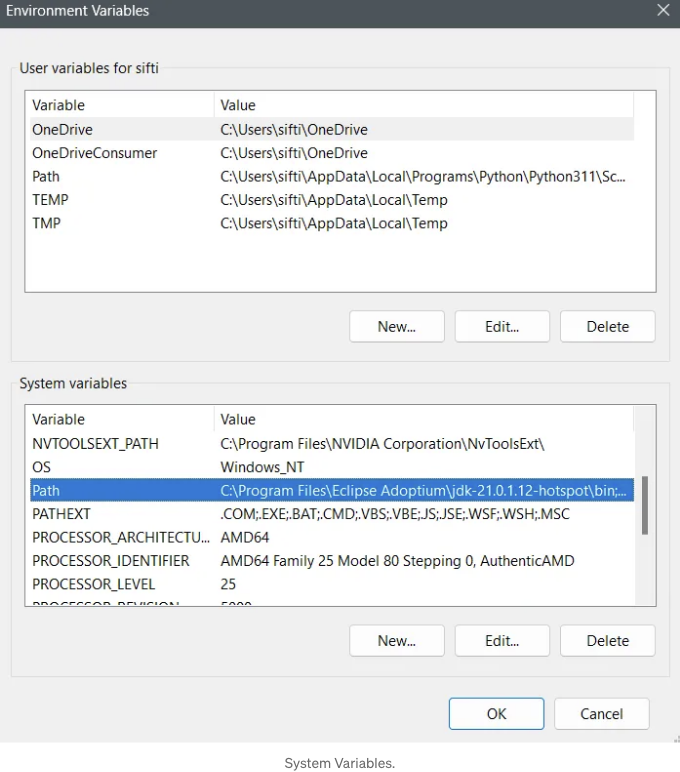 Environment Variables
User variables for sifti
Variable Value
OneDrive C:\Users\sifti\OneDrive
OneDriveConsumer C:\Users\sifti\OneDrive
Path C:\Users\sifti\AppData\Local\Programs\Python\Python311\Sc...
TEMP C:\Users\sifti\AppData\Local\Temp
TMP C:\Users\sifti\AppData\Local\Temp
New... Edit... Delete
System variables
Variable Value
NVTOOLSEXT_PATH C:\Program Files\NVIDIA Corporation\NvToolsExt\
OS Windows_NT
Path C:\Program Files\Eclipse Adoptium\jdk-21.0.1.12-hotspot\bin;...
PATHEXT .COM;.EXE;.BAT;.CMD;.VBS;.VBE;.JS;.JSE;.WSF;.WSH;.MSC
PROCESSOR_ARCHITECTU... AMD64
PROCESSOR_IDENTIFIER AMD64 Family 25 Model 80 Stepping 0, AuthenticAMD
PROCESSOR_LEVEL 25
PROCESSOR_REVISION 5000
New... Edit... Delete
OK Cancel
System Variables.